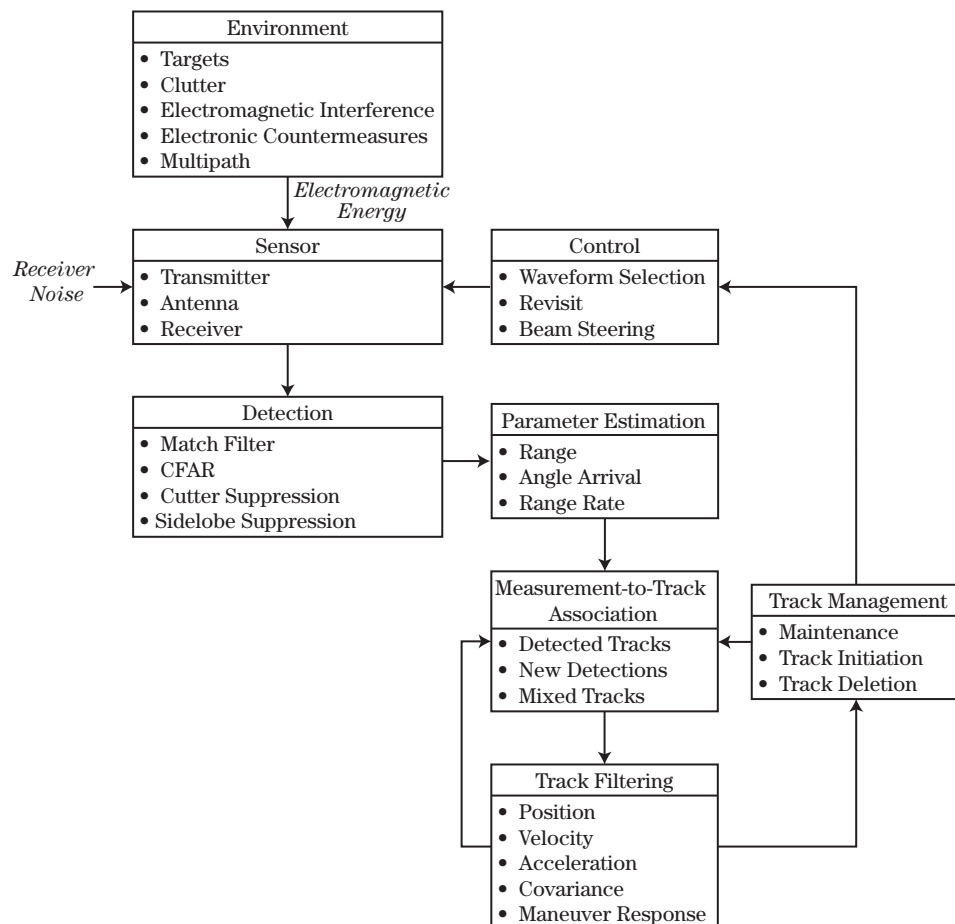 Environment
• Targets
• Clutter
• Electromagnetic Interference
• Electronic Countermeasures
• Multipath
Electromagnetic
Energy
Sensor
• Transmitter
• Antenna
• Receiver
Receiver
Noise
Control
• Waveform Selection
• Revisit
• Beam Steering
Detection
• Match Filter
• CFAR
• Cutter Suppression
• Sidelobe Suppression
Parameter Estimation
• Range
• Angle Arrival
• Range Rate
Measurement-to-Track
Association
• Detected Tracks
• New Detections
• Mixed Tracks
Track Management
• Maintenance
• Track Initiation
• Track Deletion
Track Filtering
• Position
• Velocity
• Acceleration
• Covariance
• Maneuver Response